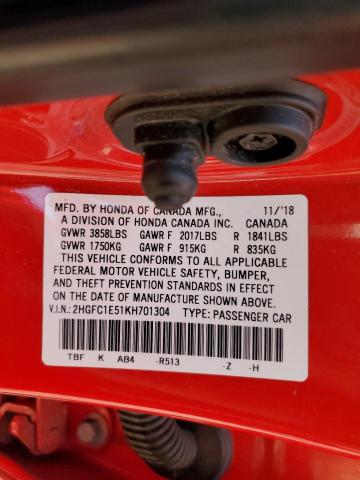 MFD. BY HONDA OF CANADA MFG., 11/'18
A DIVISION OF HONDA CANADA INC. CANADA
GVWR 3858LBS GAWR F 2017LBS R 1841LBS
GVWR 1750KG GAWR F 915KG R 835KG
THIS VEHICLE CONFORMS TO ALL APPLICABLE
FEDERAL MOTOR VEHICLE SAFETY, BUMPER,
AND THEFT PREVENTION STANDARDS IN EFFECT
ON THE DATE OF MANUFACTURE SHOWN ABOVE.
V.I.N.: 2HGFC1E51KH701304 TYPE: PASSENGER CAR
TBF K AB4 -R513 -Z -H